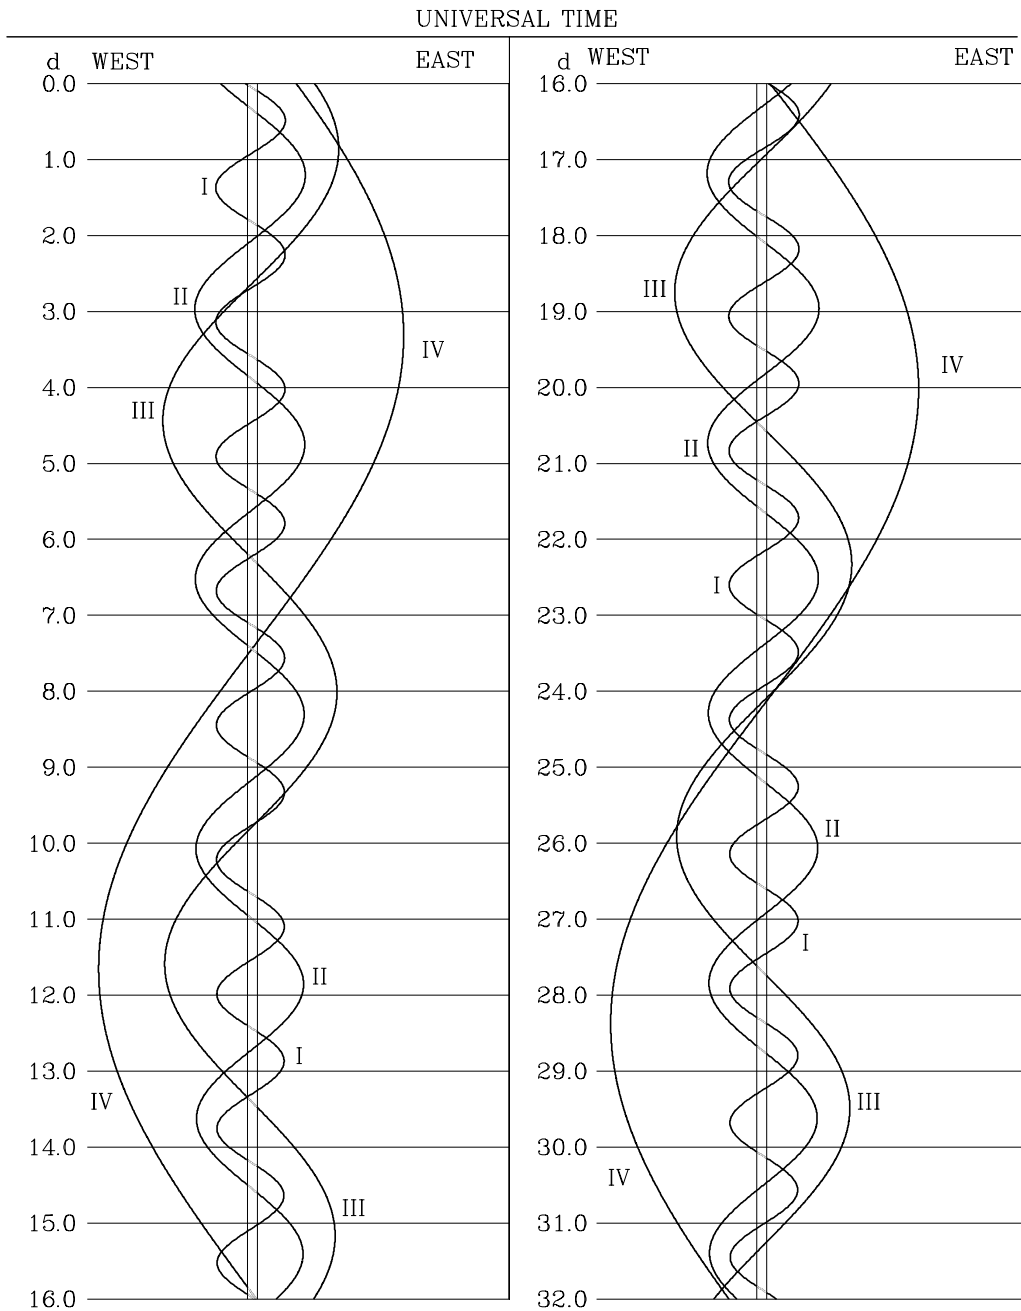 UNIVERSAL TIME
d WEST EAST
0.0
1.0
I
2.0
II
3.0
IV
4.0
III
5.0
6.0
7.0
8.0
9.0
10.0
11.0
II
12.0
I
13.0
IV
14.0
III
15.0
16.0
d WEST EAST
16.0
17.0
18.0
III
19.0
IV
20.0
II
21.0
22.0
I
23.0
24.0
25.0
II
26.0
27.0
I
28.0
29.0
III
30.0
IV
31.0
32.0